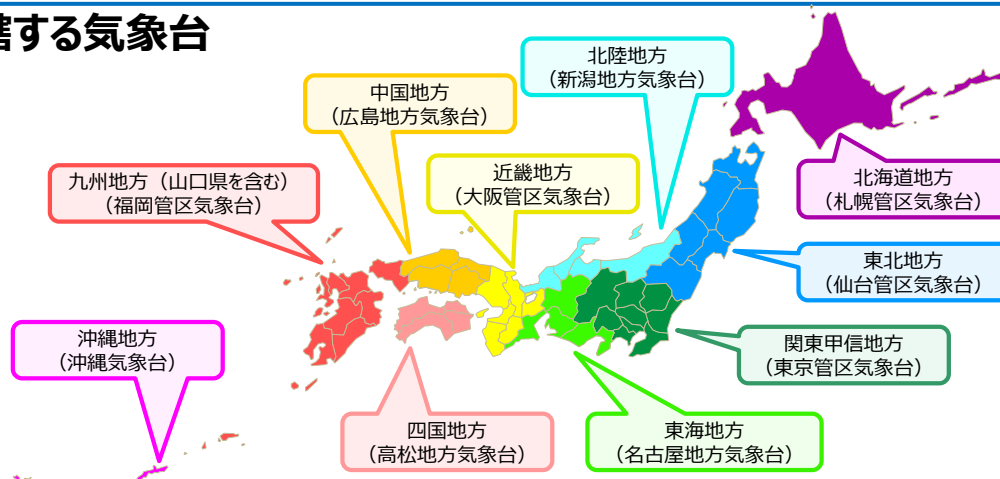 轄する気象台
北陸地方
（新潟地方気象台）
中国地方
（広島地方気象台）
近畿地方
（大阪管区気象台）
九州地方（山口県を含む）
（福岡管区気象台）
北海道地方
（札幌管区気象台）
東北地方
（仙台管区気象台）
沖縄地方
（沖縄気象台）
関東甲信地方
（東京管区気象台）
四国地方
（高松地方気象台）
東海地方
（名古屋地方気象台）